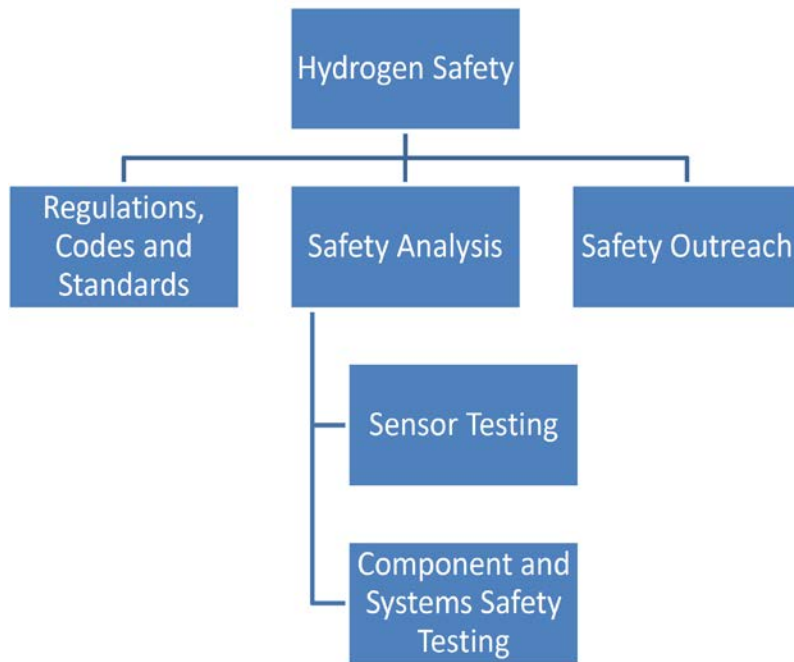 Hydrogen Safety
Regulations,
Codes and
Standards
Safety Analysis
Safety Outreach
Sensor Testing
Component and
Systems Safety
Testing